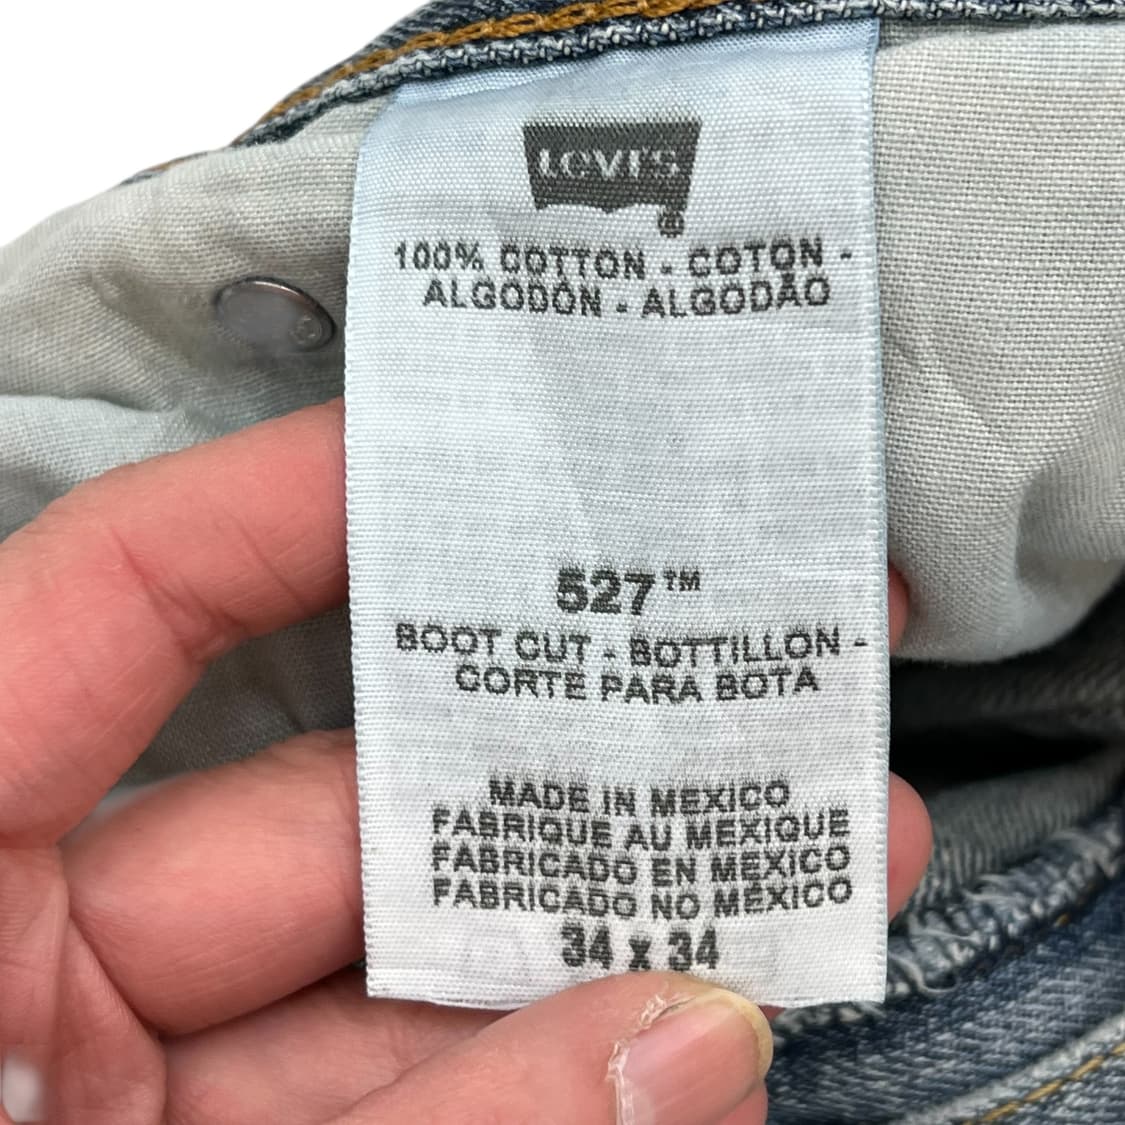 LEVI'S
®
100% COTTON - COTON -
ALGODÓN - ALGODÃO
527™
BOOT CUT - BOTTILLON -
CORTE PARA BOTA
MADE IN MEXICO
FABRIQUE AU MEXIQUE
FABRICADO EN MÉXICO
FABRICADO NO MÉXICO
34 x 34